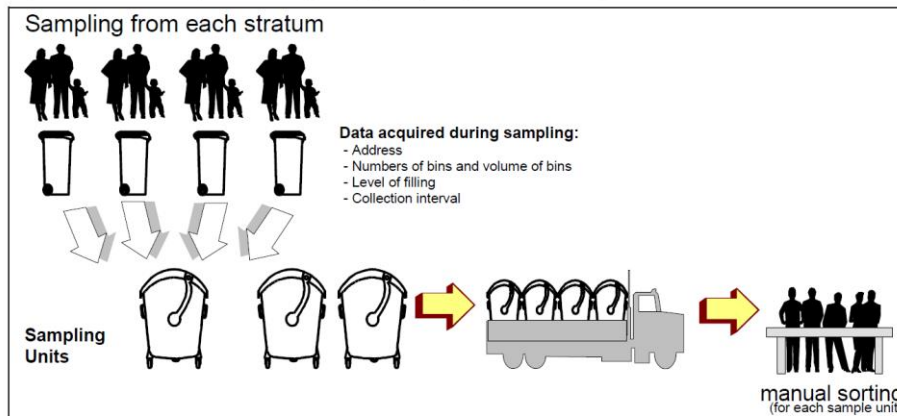 Sampling from each stratum
Data acquired during sampling:
- Address
- Numbers of bins and volume of bins
- Level of filling
- Collection interval
Sampling
Units
manual sorting
(for each sample unit